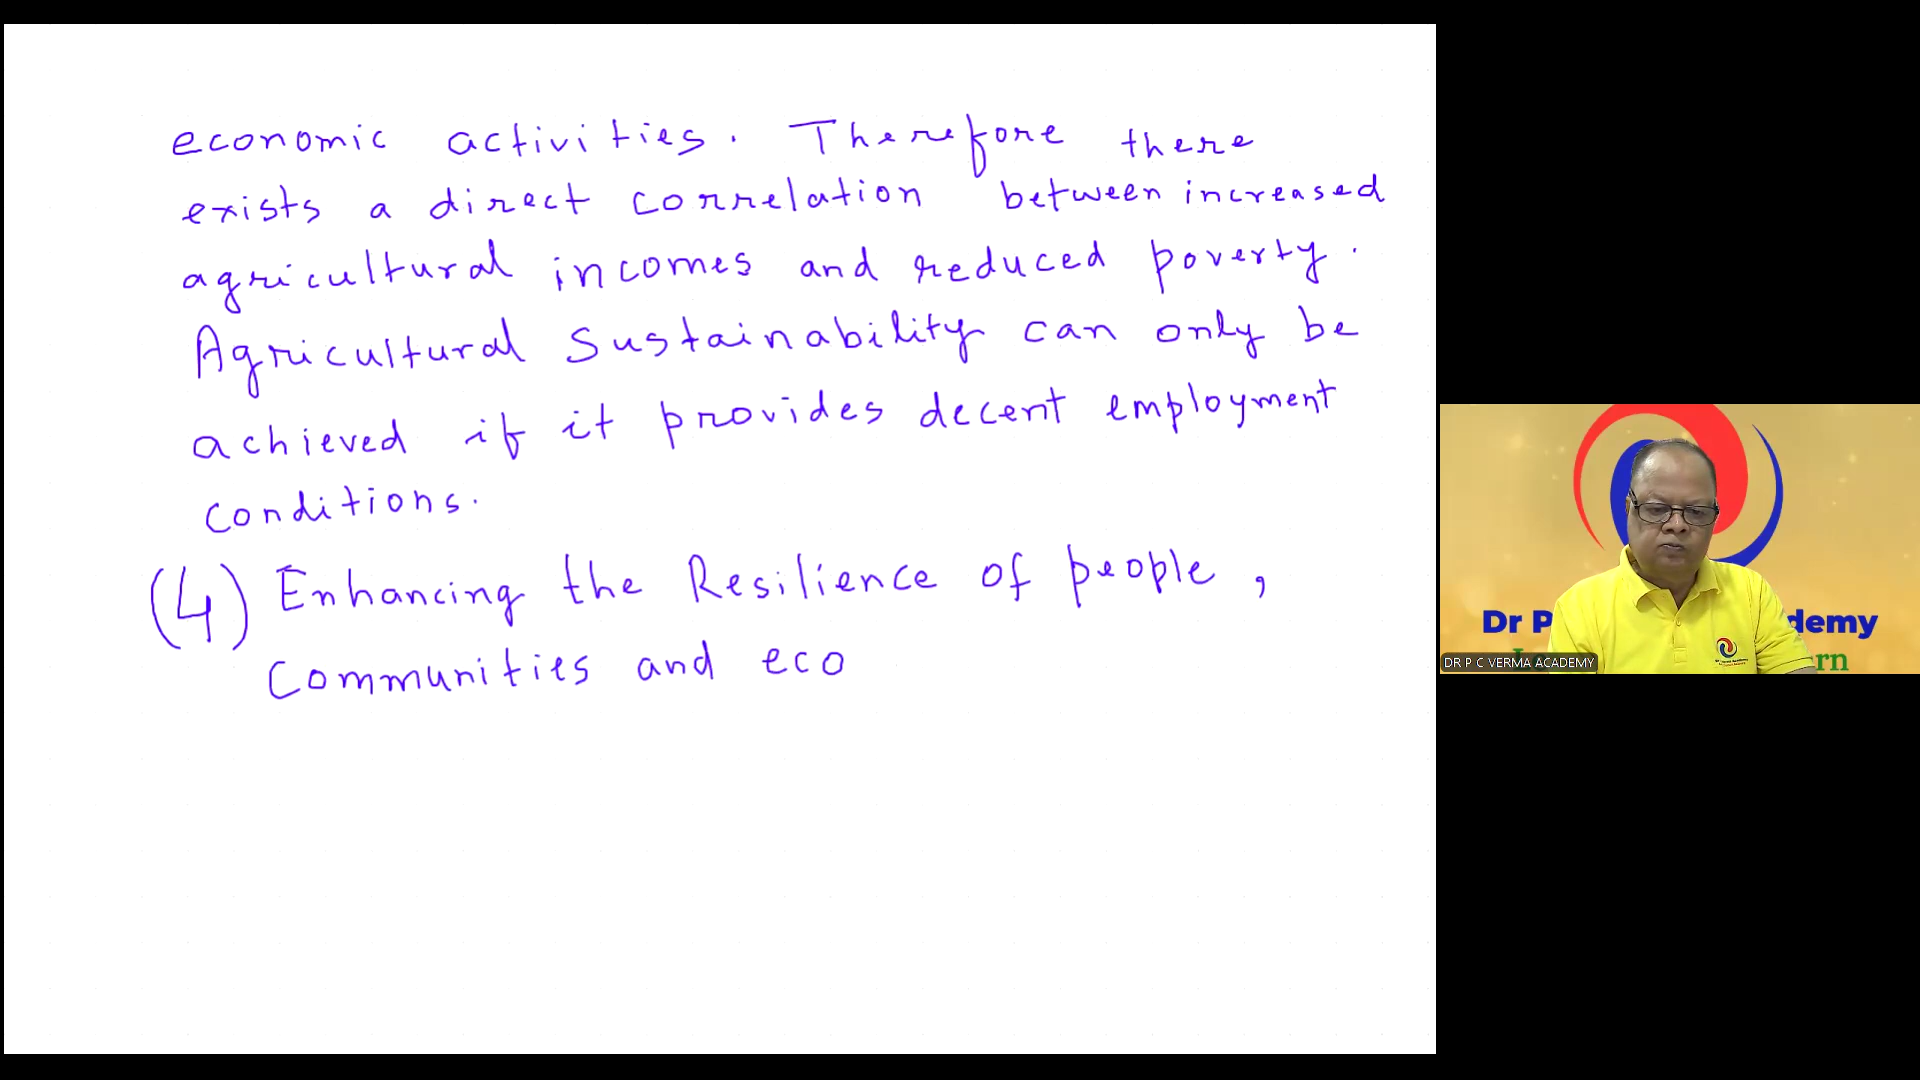 economic activities. Therefore there
exists a direct correlation between increased
agricultural incomes and reduced poverty.
Agricultural Sustainability can only be
achieved if it provides decent employment
conditions.
(4) Enhancing the Resilience of people,
Communities and eco
Dr P demy
rn
DR P C VERMA ACADEMY